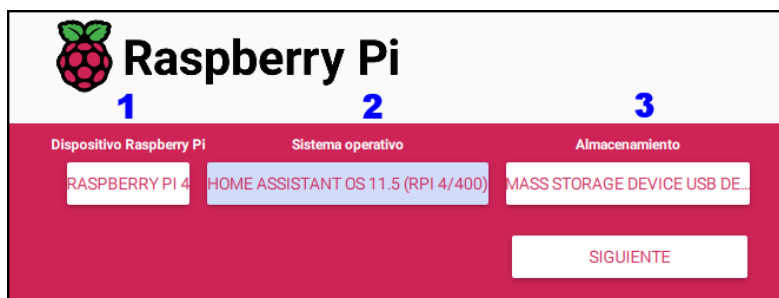 Raspberry Pi
1 2 3
Dispositivo Raspberry Pi Sistema operativo Almacenamiento
RASPBERRY PI 4 HOME ASSISTANT OS 11.5 (RPI 4/400) MASS STORAGE DEVICE USB DE...
SIGUIENTE